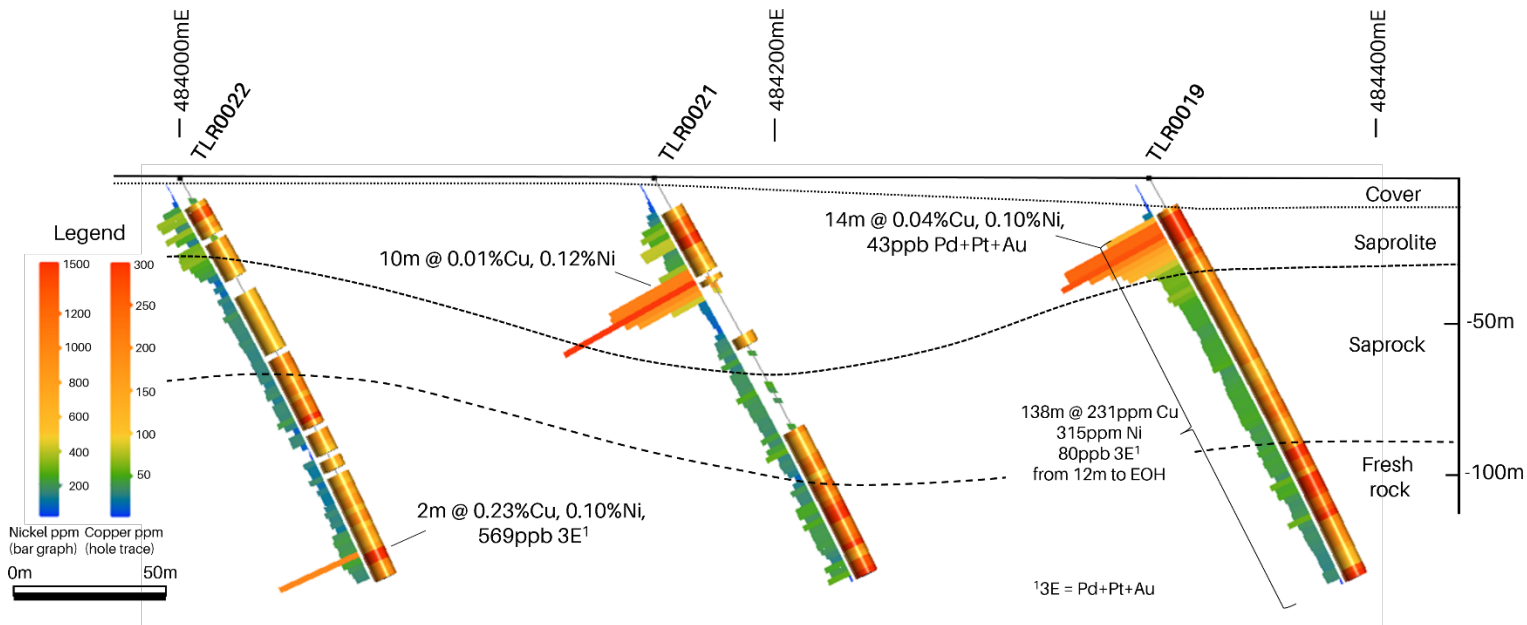 484000mE
TLR0022
TLR0021
484200mE
TLR0019
484400mE
Cover
Saprolite
Saprock
Fresh
rock
-50m
-100m
14m @ 0.04%Cu, 0.10%Ni,
43ppb Pd+Pt+Au
10m @ 0.01%Cu, 0.12%Ni
138m @ 231ppm Cu
315ppm Ni
80ppb 3E¹
from 12m to EOH
2m @ 0.23%Cu, 0.10%Ni,
569ppb 3E¹
¹3E = Pd+Pt+Au
Legend
1500 300
250
1200
200
1000
800 150
600
100
400
50
200
Nickel ppm Copper ppm
(bar graph) (hole trace)
0m 50m